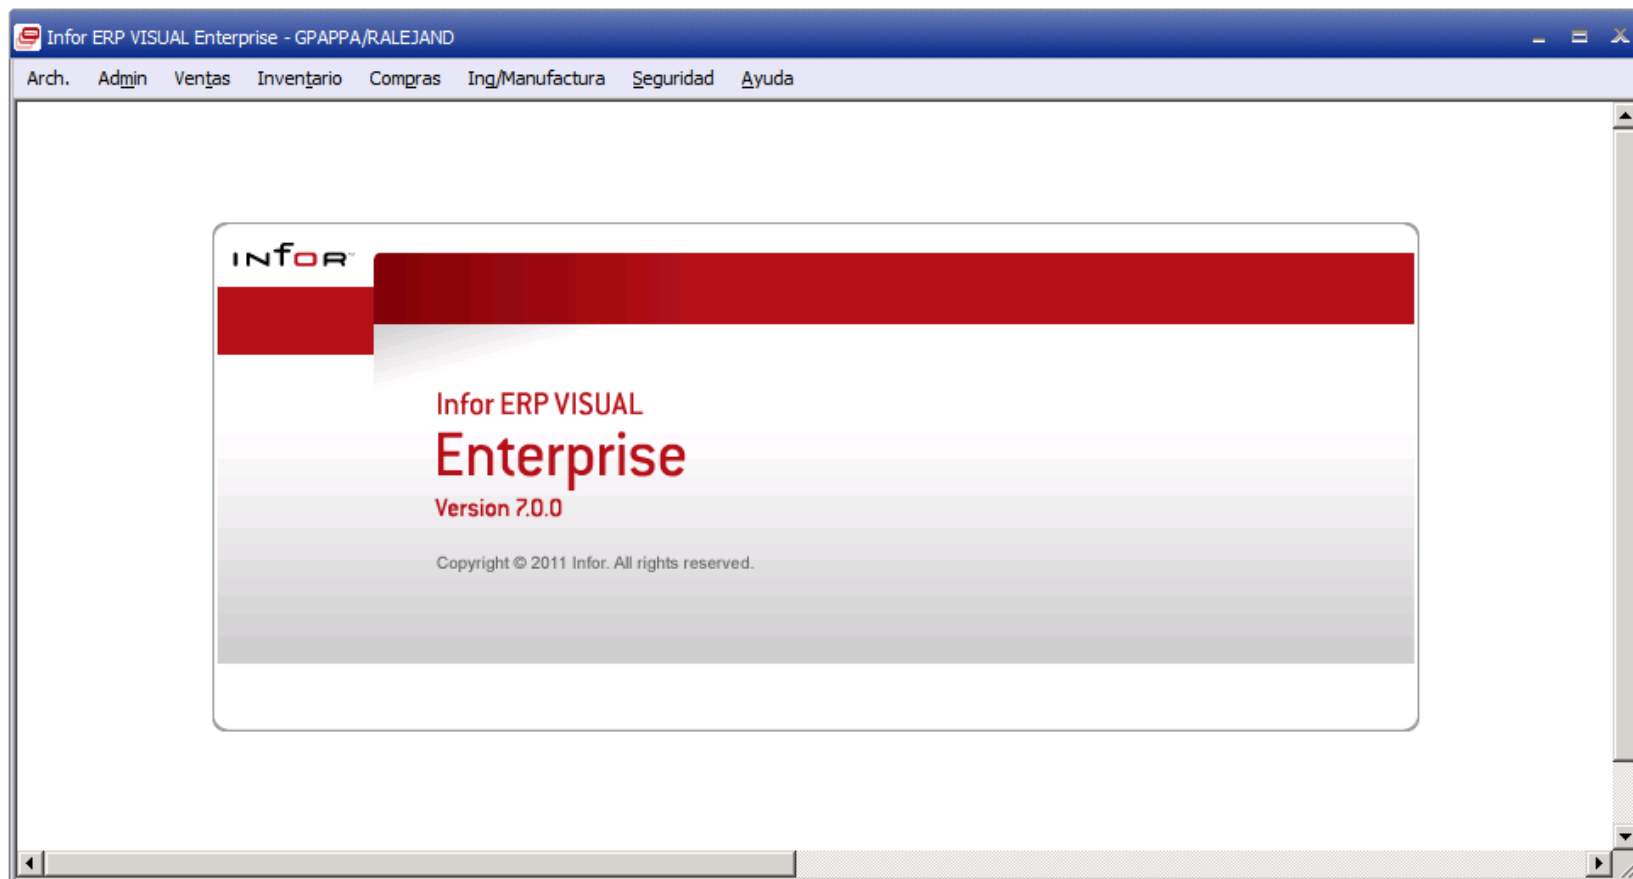 Infor ERP VISUAL Enterprise - GPAPPA/RALEJAND
Arch. Admin Ventas Inventario Compras Ing/Manufactura Seguridad Ayuda
INfOR™
Infor ERP VISUAL
Enterprise
Version 7.0.0
Copyright © 2011 Infor. All rights reserved.